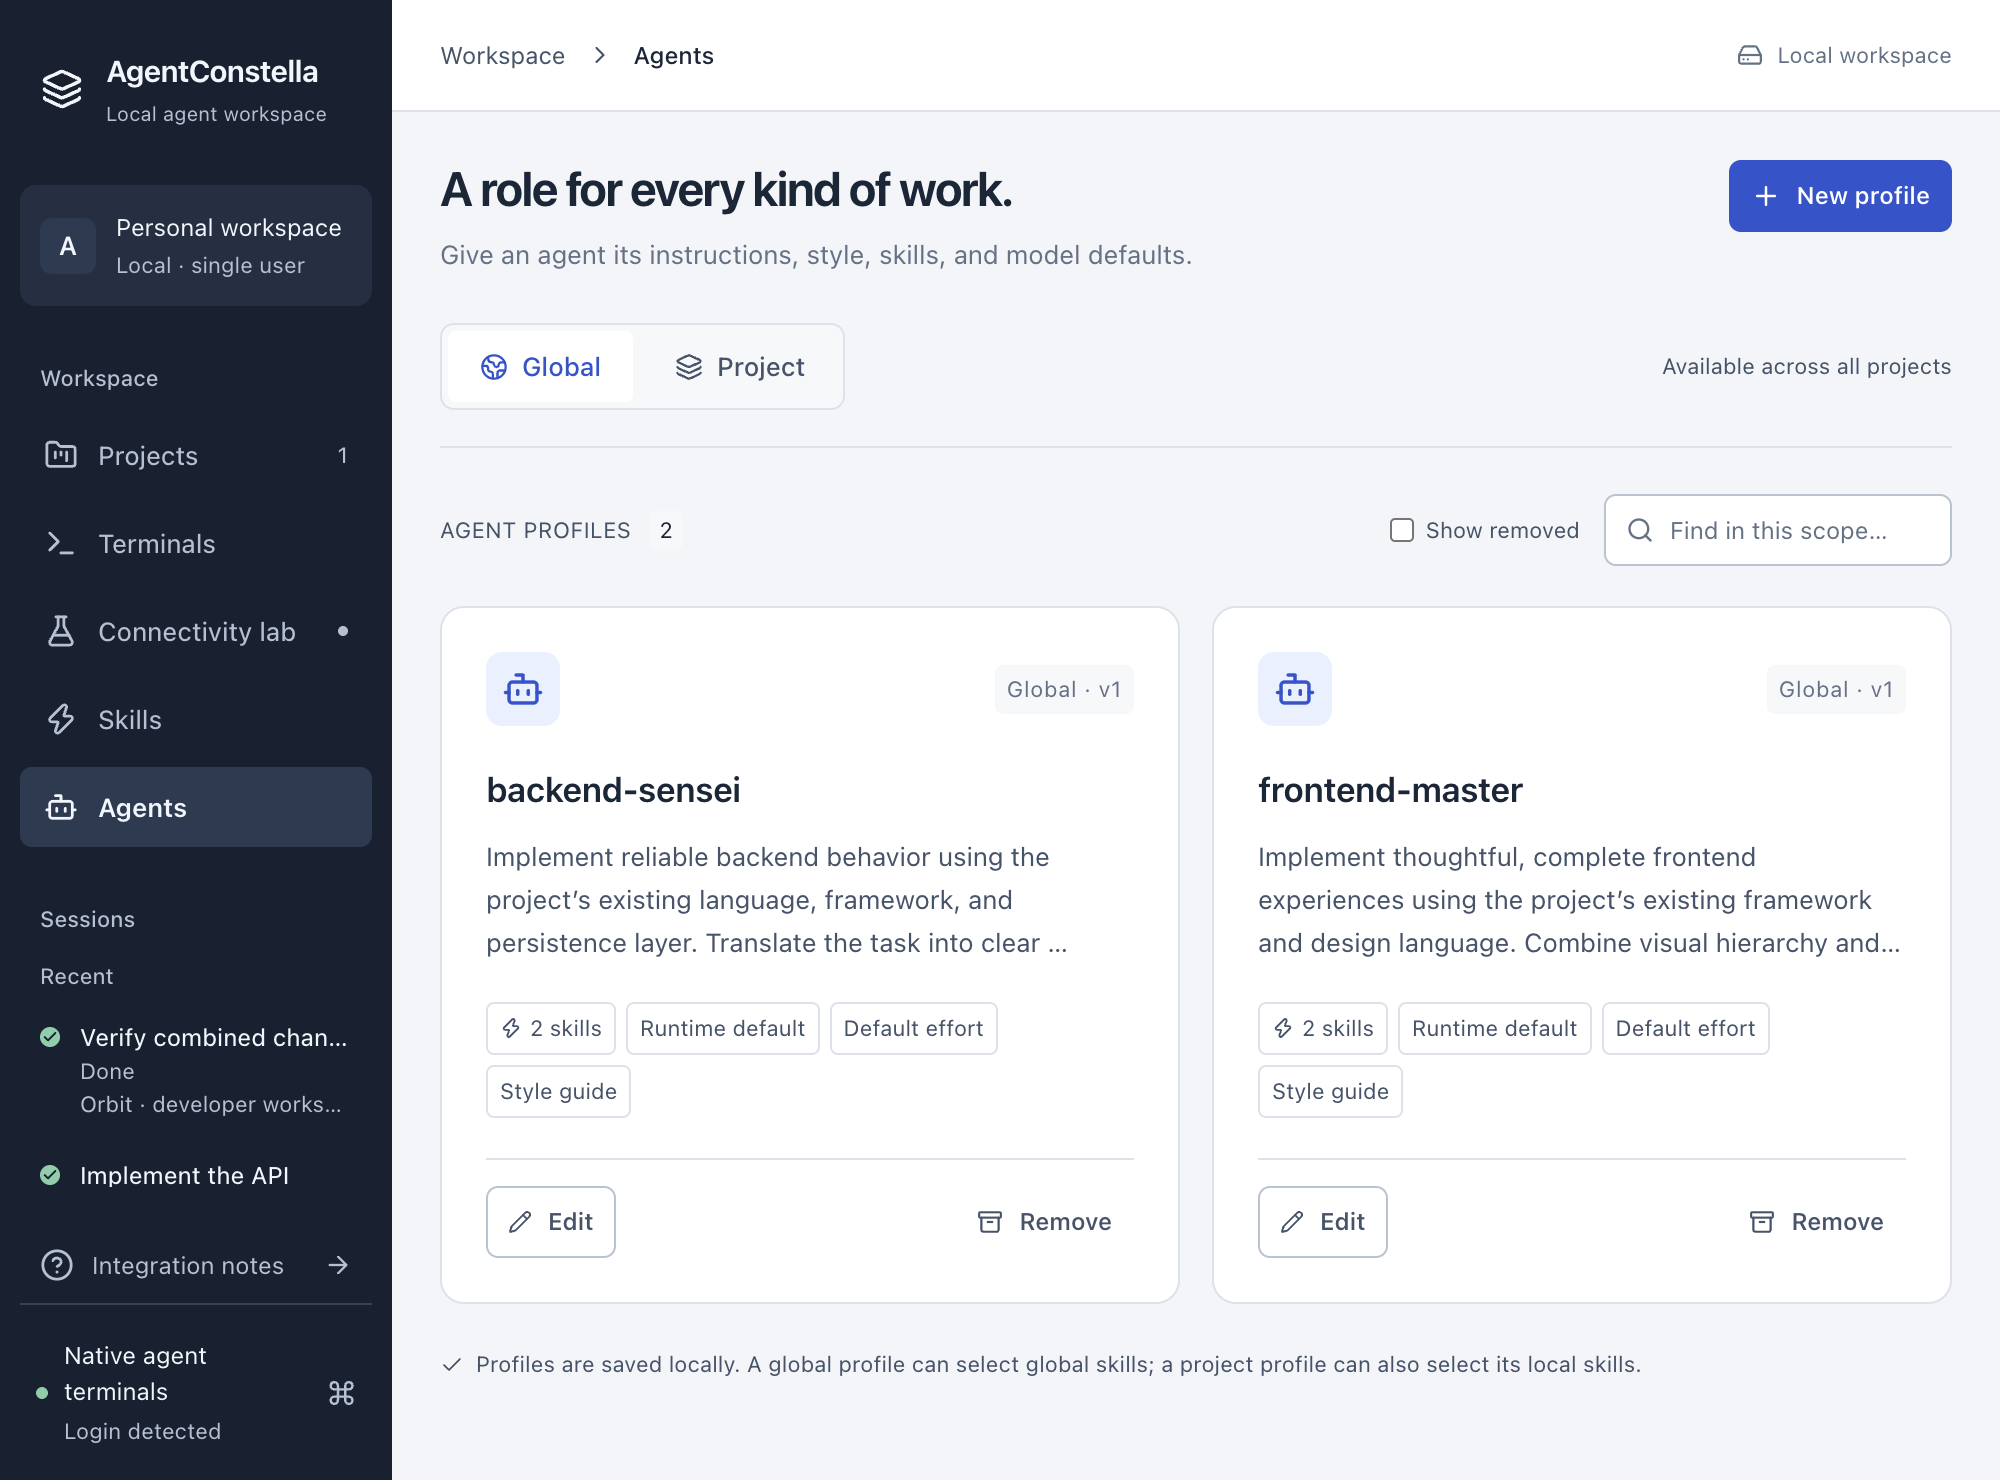 AgentConstella
Local agent workspace
A
Personal workspace
Local · single user
Workspace
Projects 1
Terminals
Connectivity lab
Skills
Agents
Sessions
Recent
Verify combined chan...
Done
Orbit · developer works...
Implement the API
Integration notes
Native agent
terminals
Login detected
Workspace > Agents
Local workspace
A role for every kind of work.
New profile
Give an agent its instructions, style, skills, and model defaults.
Global
Project
Available across all projects
AGENT PROFILES 2
Show removed
Find in this scope...
Global · v1
backend-sensei
Implement reliable backend behavior using the
project’s existing language, framework, and
persistence layer. Translate the task into clear ...
2 skills
Runtime default
Default effort
Style guide
Edit
Remove
Global · v1
frontend-master
Implement thoughtful, complete frontend
experiences using the project’s existing framework
and design language. Combine visual hierarchy and...
2 skills
Runtime default
Default effort
Style guide
Edit
Remove
Profiles are saved locally. A global profile can select global skills; a project profile can also select its local skills.